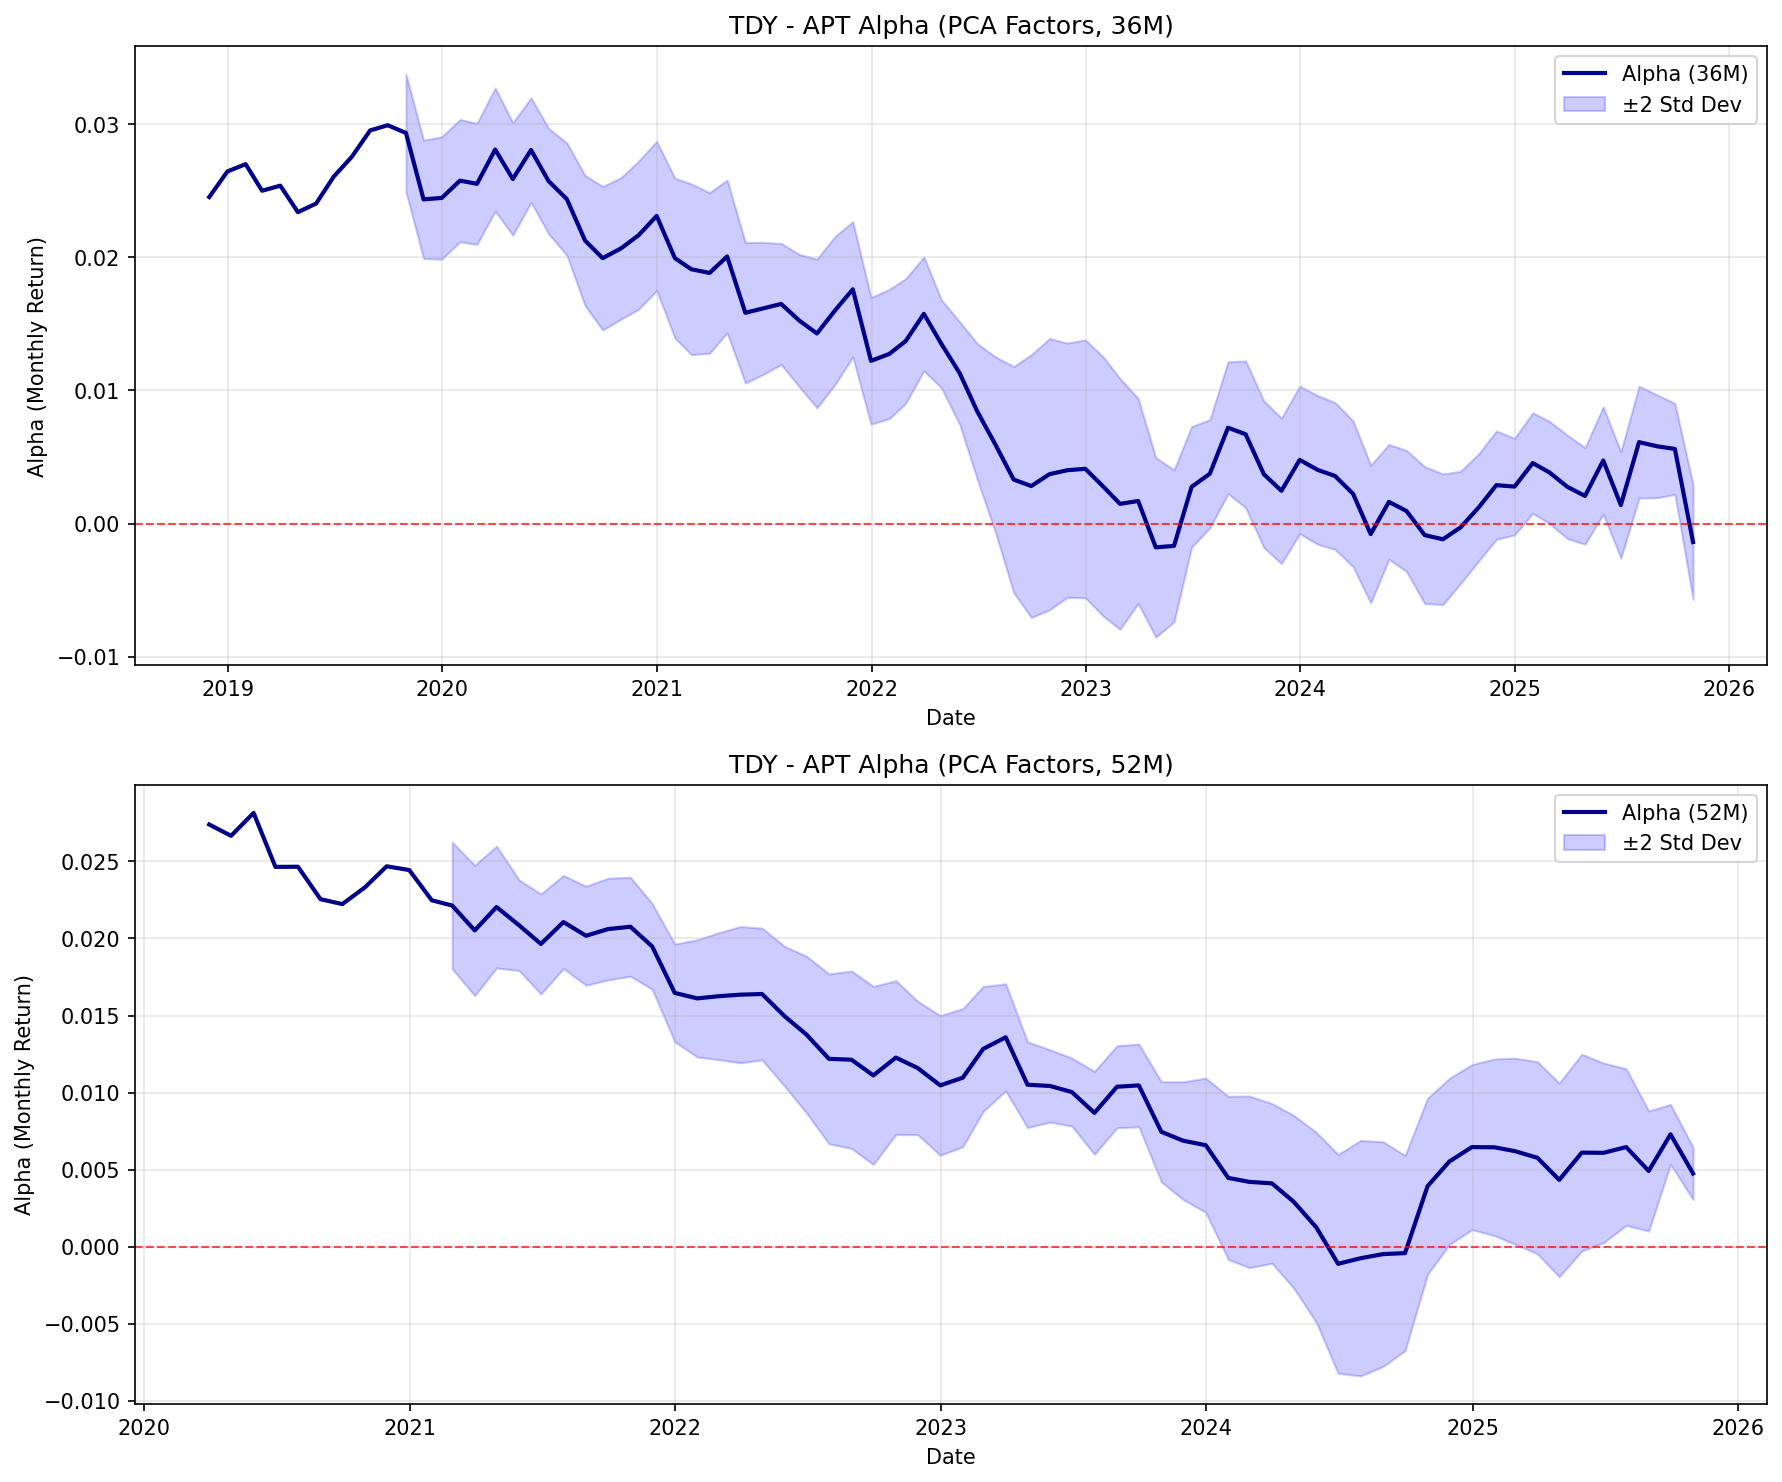 TDY - APT Alpha (PCA Factors, 36M)
Alpha (36M)
±2 Std Dev
Alpha (Monthly Return)
0.03
0.02
0.01
0.00
−0.01
2019 2020 2021 2022 2023 2024 2025 2026
Date
TDY - APT Alpha (PCA Factors, 52M)
Alpha (52M)
±2 Std Dev
Alpha (Monthly Return)
0.025
0.020
0.015
0.010
0.005
0.000
−0.005
−0.010
2020 2021 2022 2023 2024 2025 2026
Date